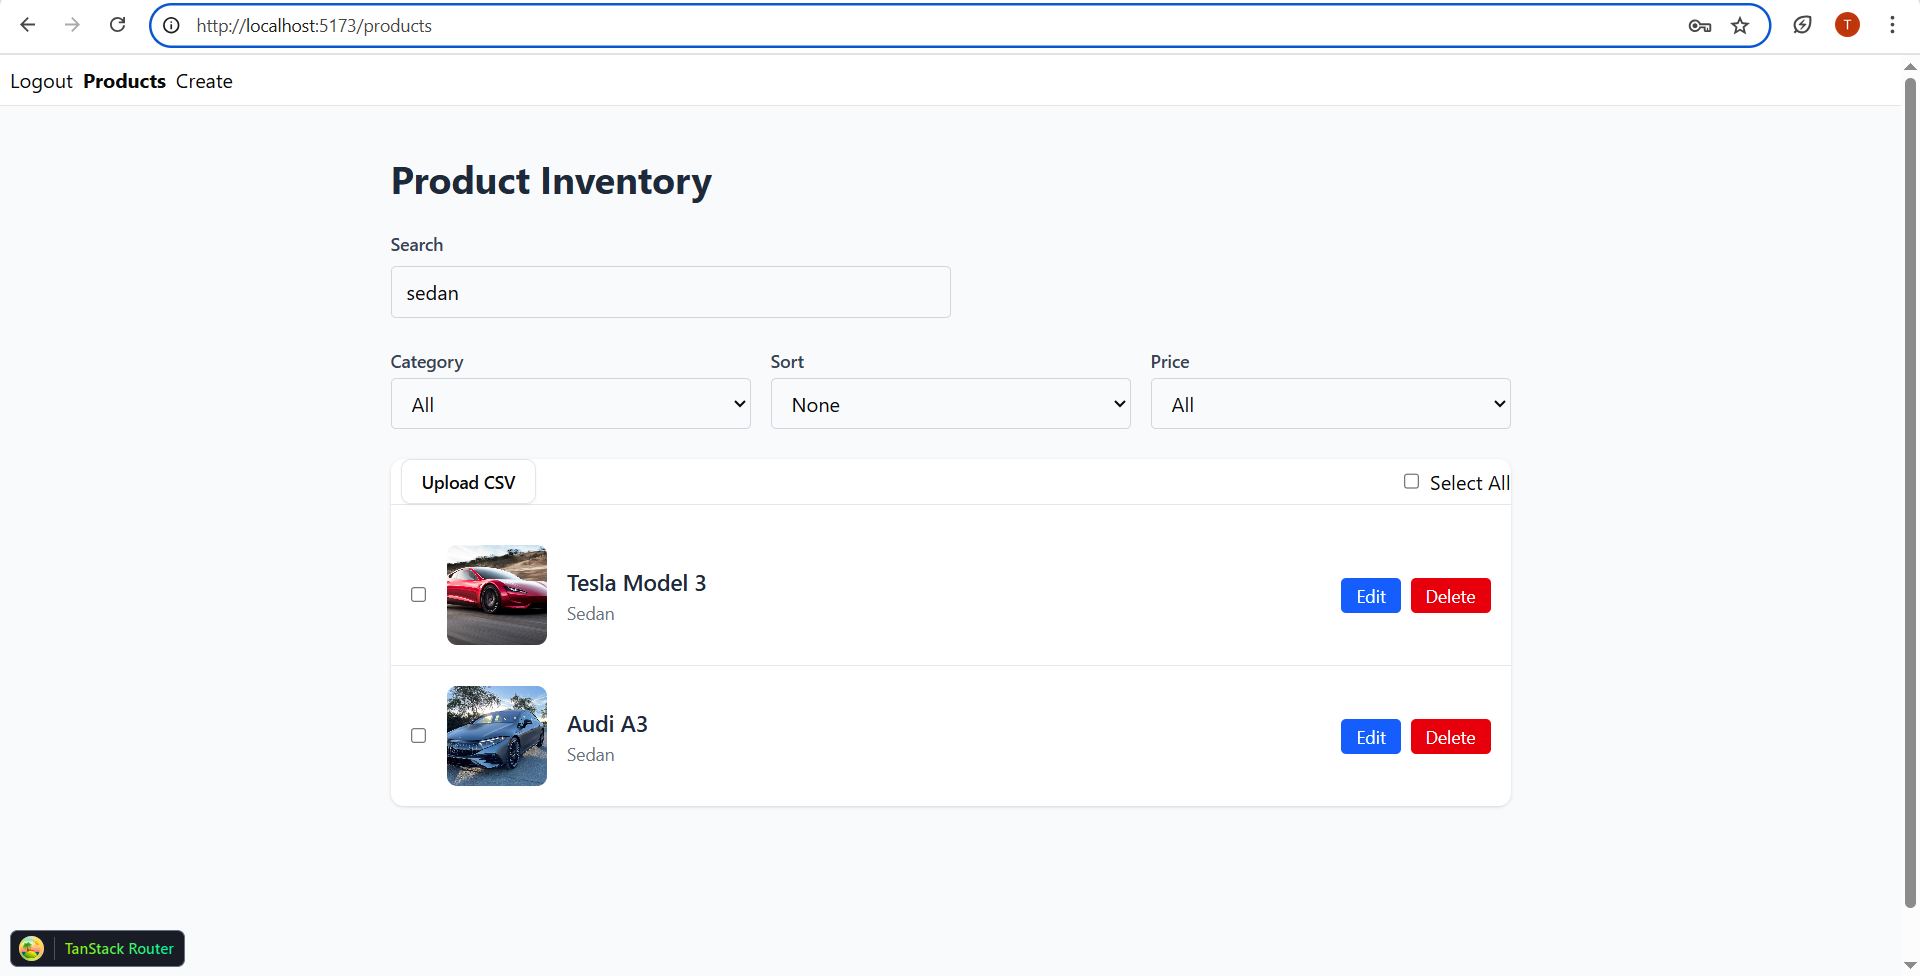 http://localhost:5173/products
T
Logout Products Create
Product Inventory
Search
sedan
Category Sort Price
All None All
Upload CSV Select All
Tesla Model 3
Sedan
Edit Delete
Audi A3
Sedan
Edit Delete
TanStack Router